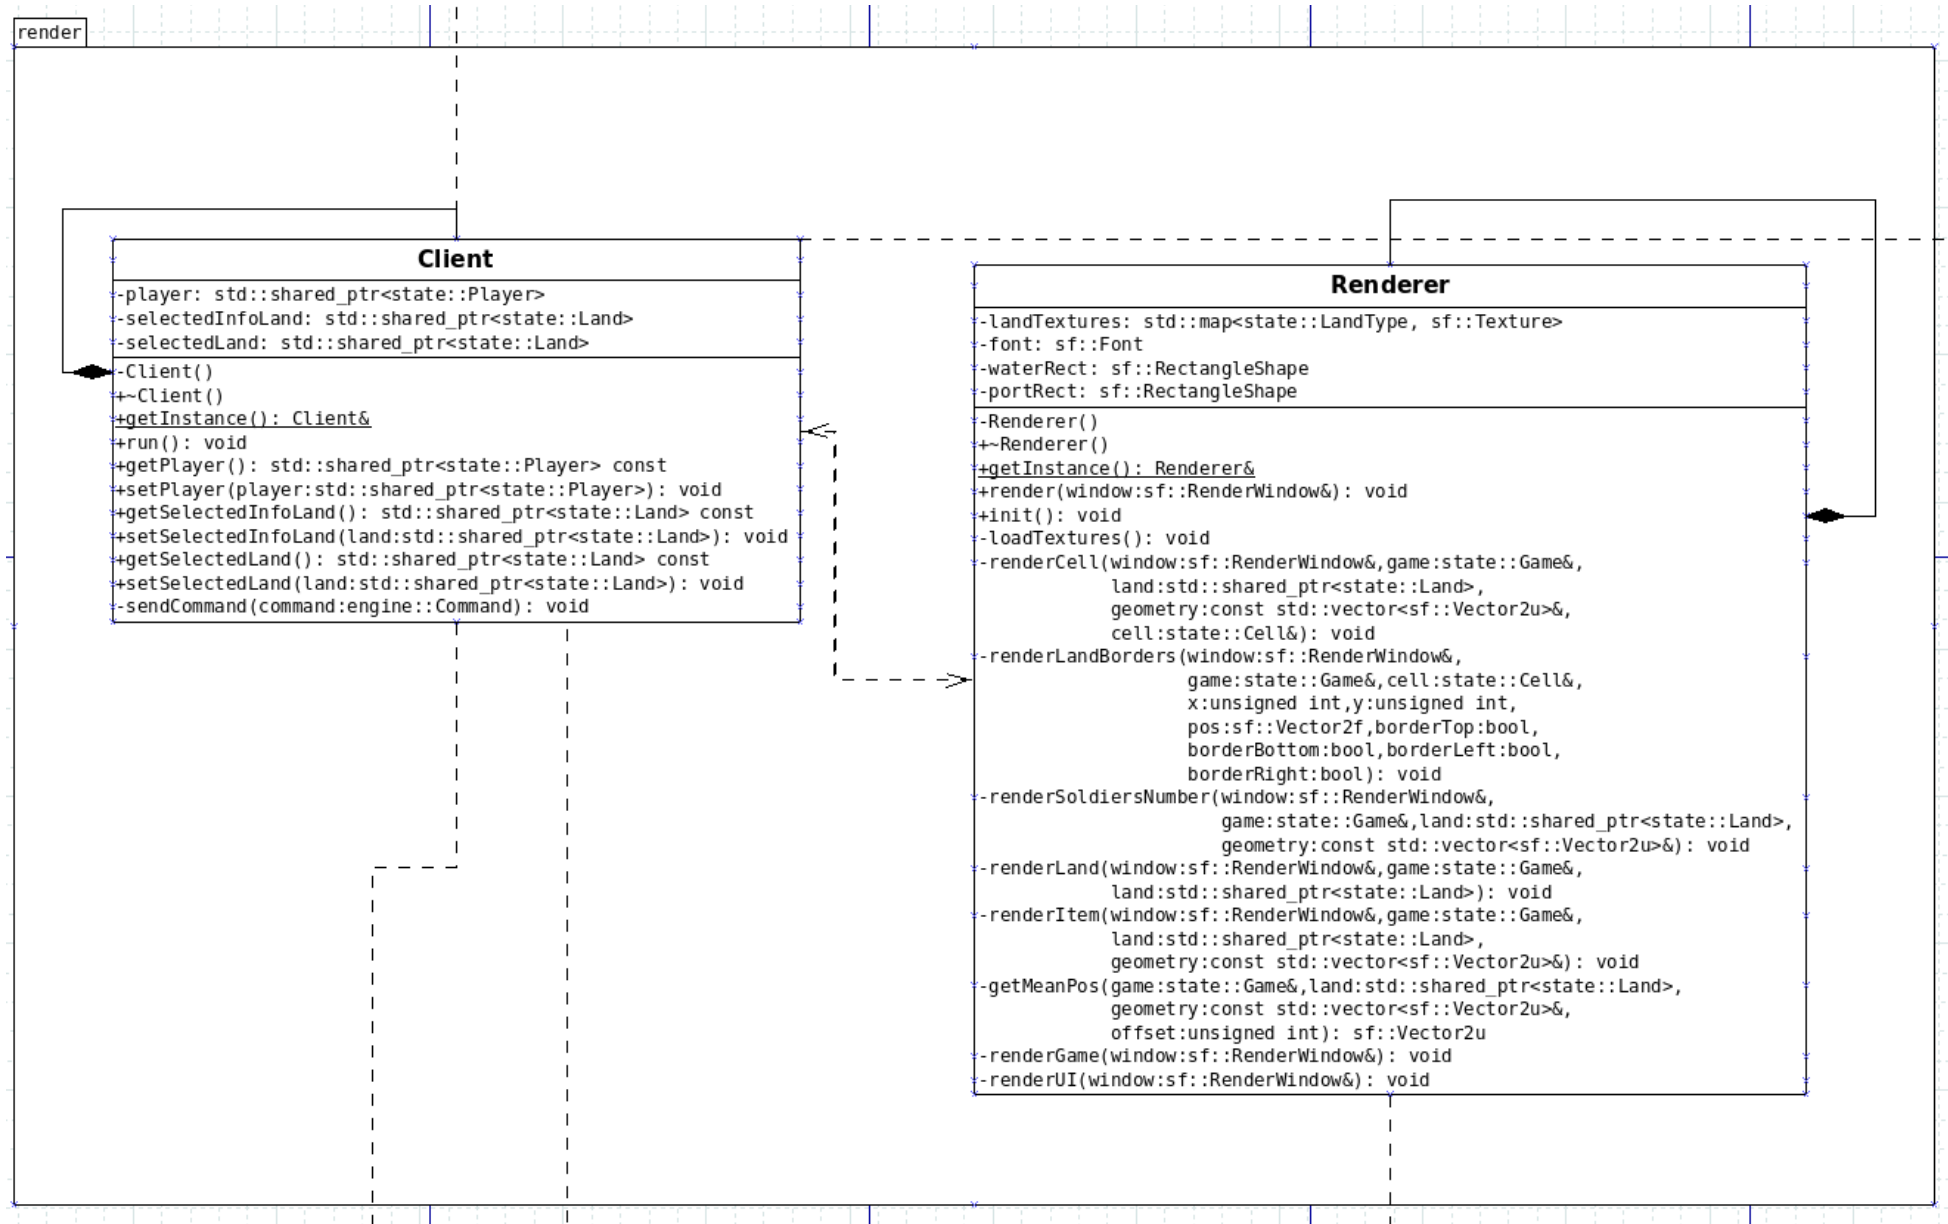 render
Client
-player: std::shared_ptr<state::Player>
-selectedInfoLand: std::shared_ptr<state::Land>
-selectedLand: std::shared_ptr<state::Land>
-Client()
+~Client()
+getInstance(): Client&
+run(): void
+getPlayer(): std::shared_ptr<state::Player> const
+setPlayer(player:std::shared_ptr<state::Player>): void
+getSelectedInfoLand(): std::shared_ptr<state::Land> const
+setSelectedInfoLand(land:std::shared_ptr<state::Land>): void
+getSelectedLand(): std::shared_ptr<state::Land> const
+setSelectedLand(land:std::shared_ptr<state::Land>): void
-sendCommand(command:engine::Command): void
Renderer
-landTextures: std::map<state::LandType, sf::Texture>
-font: sf::Font
-waterRect: sf::RectangleShape
-portRect: sf::RectangleShape
-Renderer()
+~Renderer()
+getInstance(): Renderer&
+render(window:sf::RenderWindow&): void
+init(): void
-loadTextures(): void
-renderCell(window:sf::RenderWindow&,game:state::Game&,
land:std::shared_ptr<state::Land>,
geometry:const std::vector<sf::Vector2u>&,
cell:state::Cell&): void
-renderLandBorders(window:sf::RenderWindow&,
game:state::Game&,cell:state::Cell&,
x:unsigned int,y:unsigned int,
pos:sf::Vector2f,borderTop:bool,
borderBottom:bool,borderLeft:bool,
borderRight:bool): void
-renderSoldiersNumber(window:sf::RenderWindow&,
game:state::Game&,land:std::shared_ptr<state::Land>,
geometry:const std::vector<sf::Vector2u>&): void
-renderLand(window:sf::RenderWindow&,game:state::Game&,
land:std::shared_ptr<state::Land>): void
-renderItem(window:sf::RenderWindow&,game:state::Game&,
land:std::shared_ptr<state::Land>,
geometry:const std::vector<sf::Vector2u>&): void
-getMeanPos(game:state::Game&,land:std::shared_ptr<state::Land>,
geometry:const std::vector<sf::Vector2u>&,
offset:unsigned int): sf::Vector2u
-renderGame(window:sf::RenderWindow&): void
-renderUI(window:sf::RenderWindow&): void